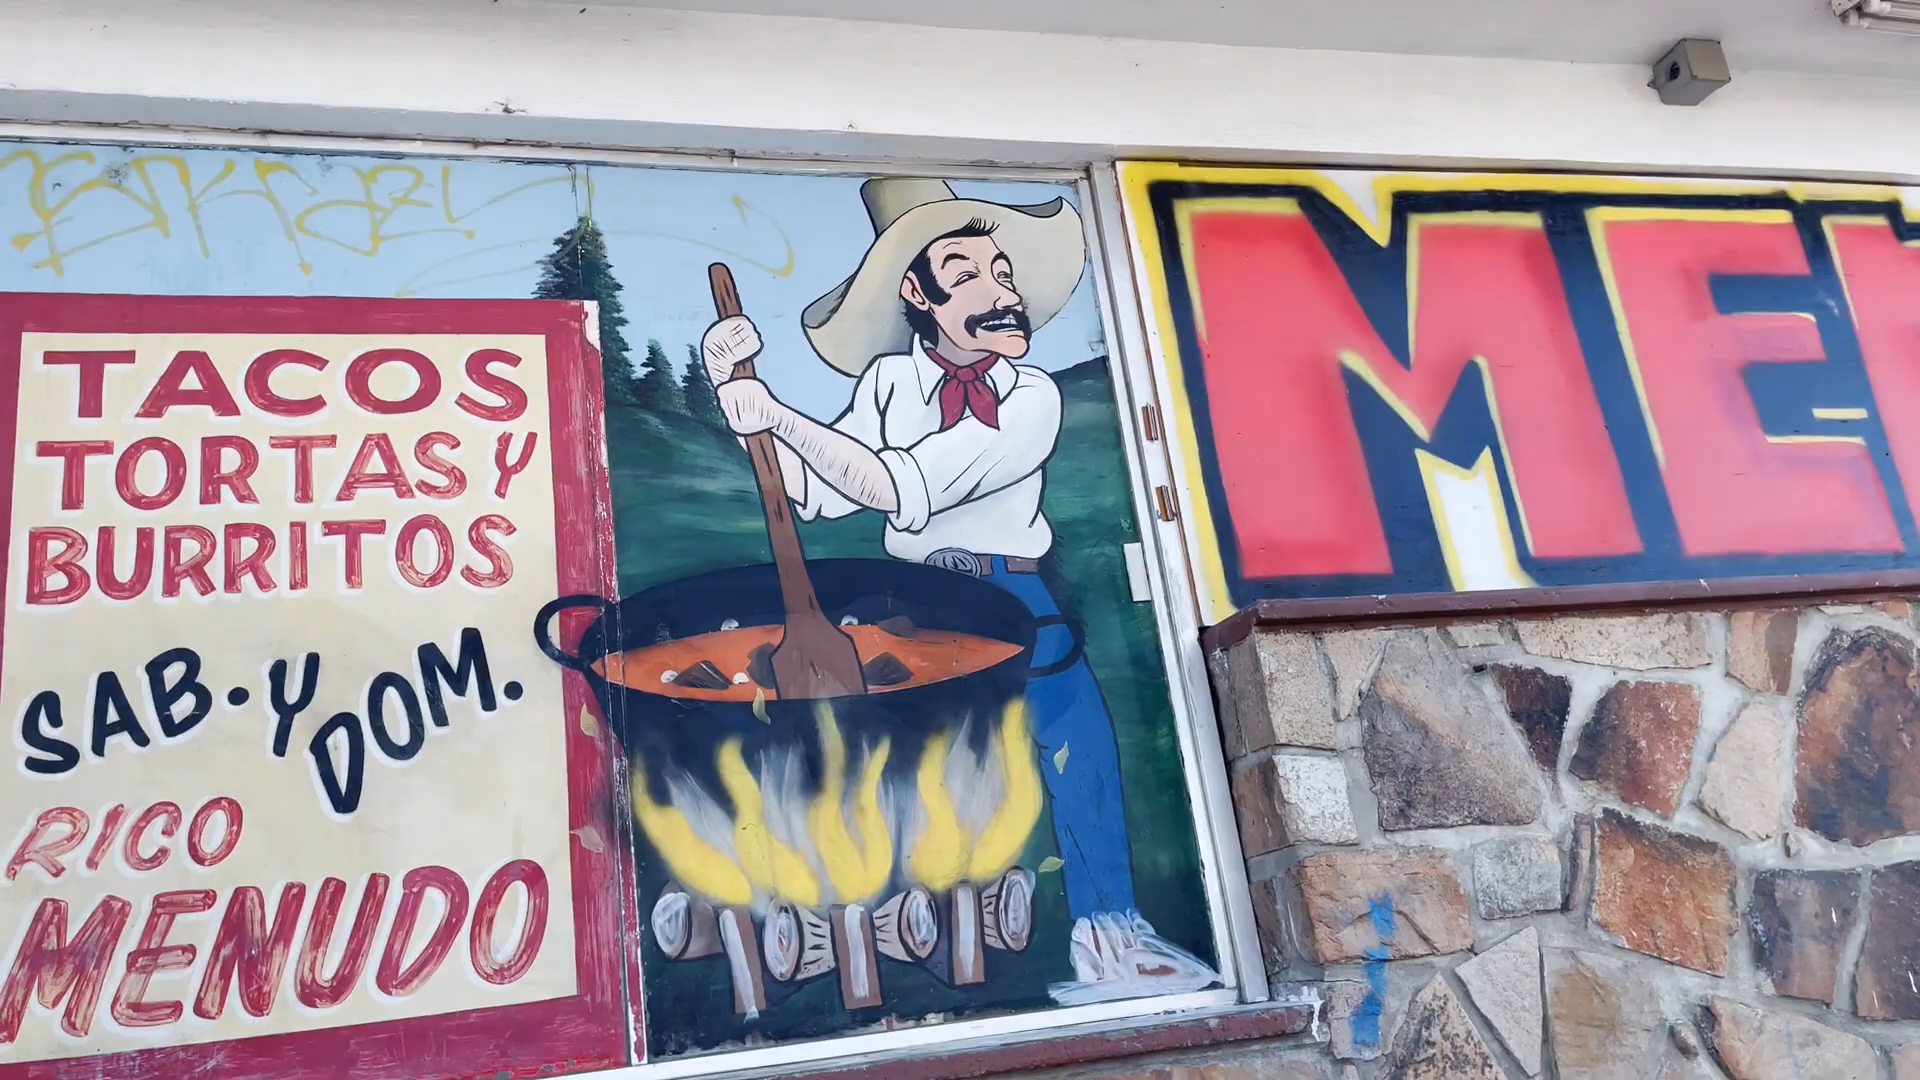 TACOS
TORTAS Y
BURRITOS
SAB. Y DOM.
RICO
MENUDO
ME